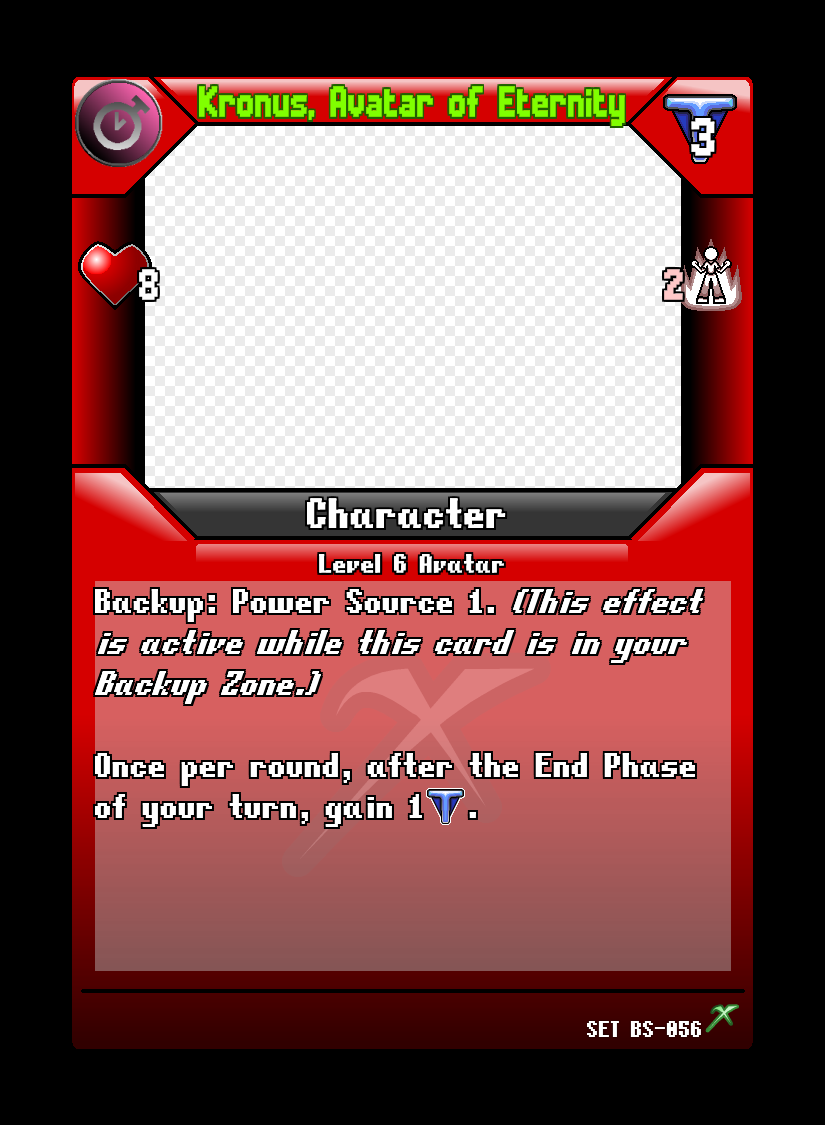 Kronus, Avatar of Eternity
3
8
2
Character
Level 6 Avatar
Backup: Power Source 1. (This effect
is active while this card is in your
Backup Zone.)
Once per round, after the End Phase
of your turn, gain 1 T.
SET BS-056